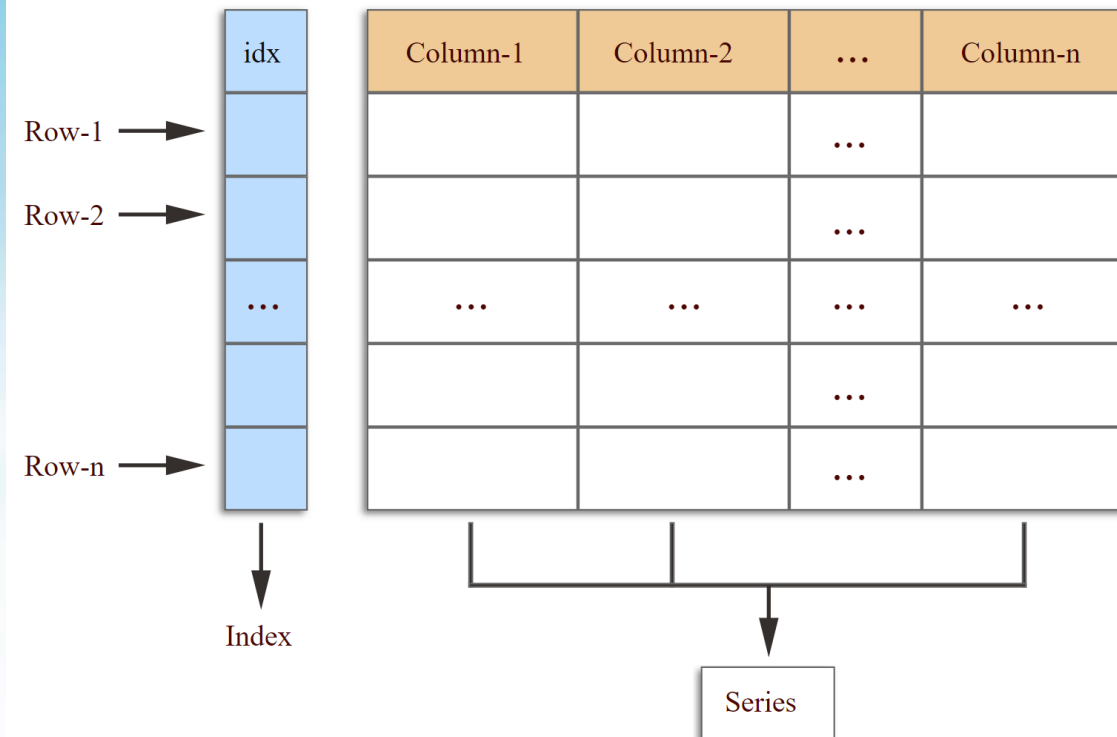 idx Column-1 Column-2 ... Column-n
Row-1 ...
Row-2 ...
... ... ... ... ...
...
Row-n ...
Index
Series